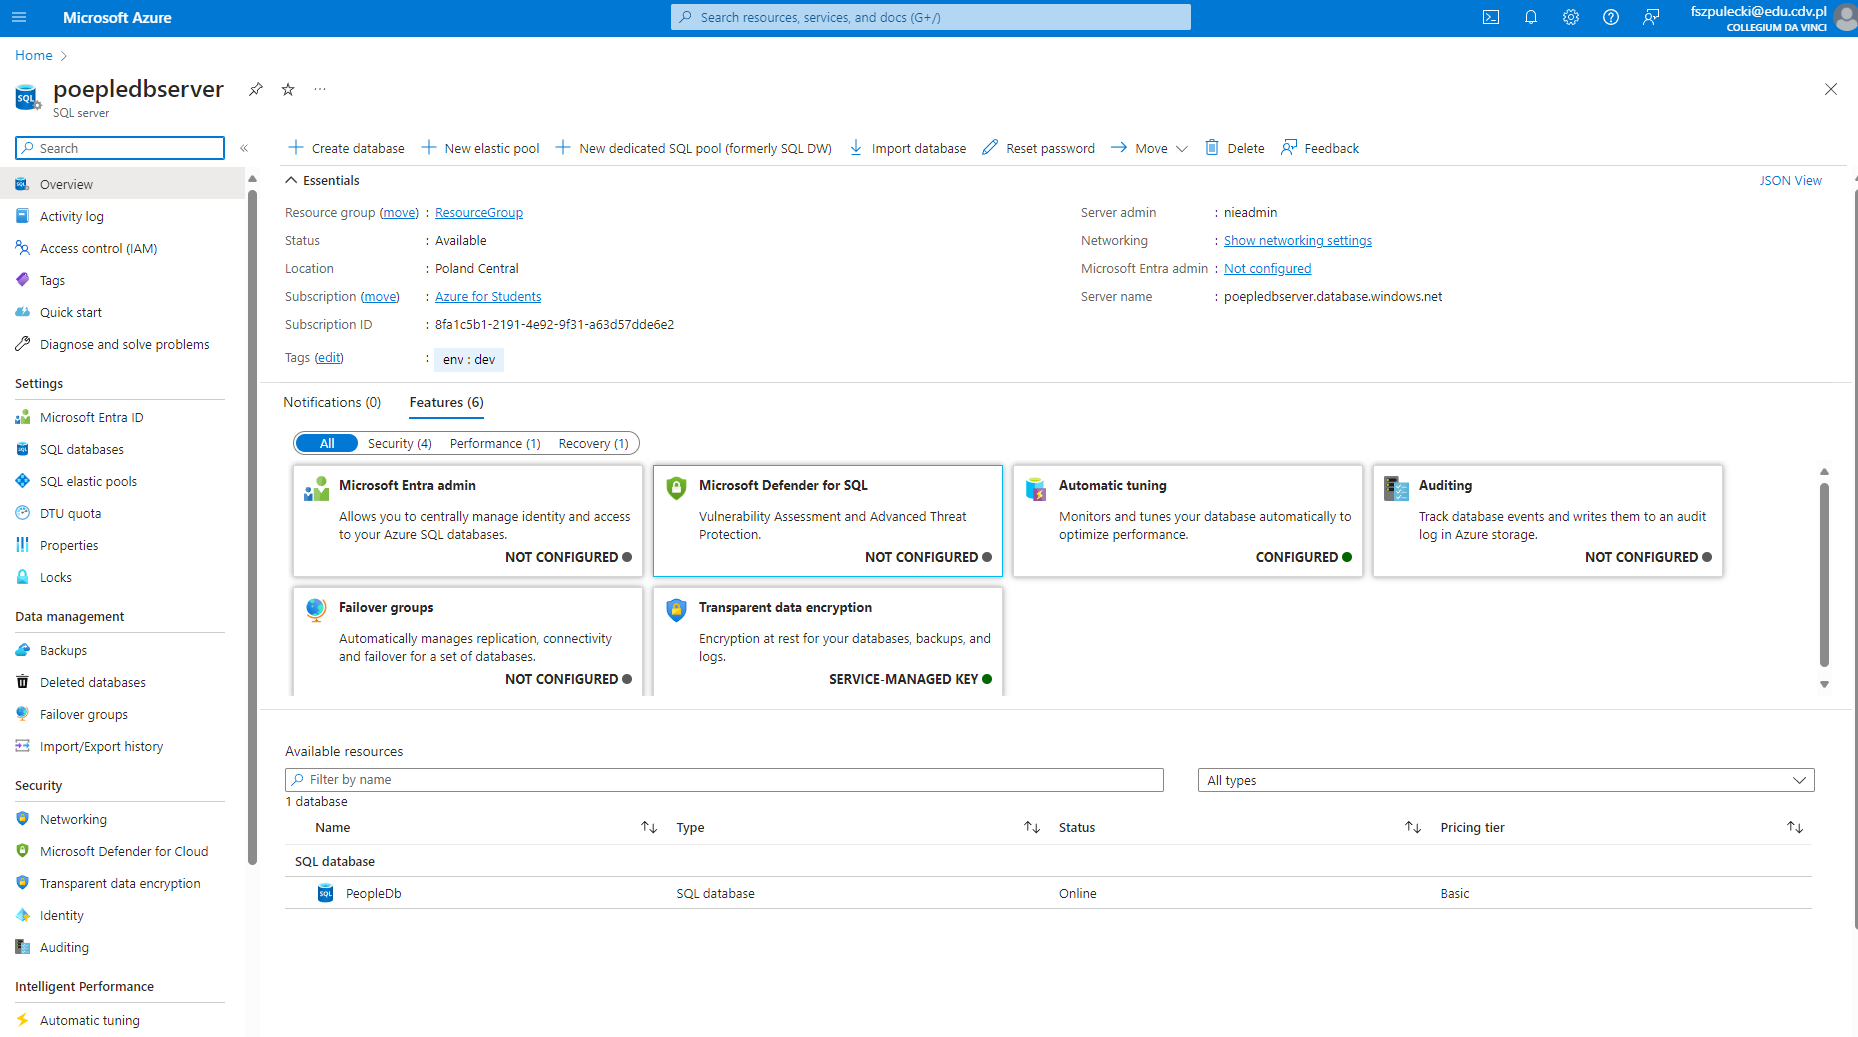 Microsoft Azure
Search resources, services, and docs (G+/)
fszpulecki@edu.cdv.pl
COLLEGIUM DA VINCI
Home
poepledbserver
SQL server
Search
Create database
New elastic pool
New dedicated SQL pool (formerly SQL DW)
Import database
Reset password
Move
Delete
Feedback
Overview
Activity log
Access control (IAM)
Tags
Quick start
Diagnose and solve problems
Settings
Microsoft Entra ID
SQL databases
SQL elastic pools
DTU quota
Properties
Locks
Data management
Backups
Deleted databases
Failover groups
Import/Export history
Security
Networking
Microsoft Defender for Cloud
Transparent data encryption
Identity
Auditing
Intelligent Performance
Automatic tuning
Essentials
JSON View
Resource group (move) : ResourceGroup
Status : Available
Location : Poland Central
Subscription (move) : Azure for Students
Subscription ID : 8fa1c5b1-2191-4e92-9f31-a63d57dde6e2
Tags (edit) : env : dev
Server admin : nieadmin
Networking : Show networking settings
Microsoft Entra admin : Not configured
Server name : poepledbserver.database.windows.net
Notifications (0)
Features (6)
All
Security (4)
Performance (1)
Recovery (1)
Microsoft Entra admin
Allows you to centrally manage identity and access
to your Azure SQL databases.
NOT CONFIGURED
Microsoft Defender for SQL
Vulnerability Assessment and Advanced Threat
Protection.
NOT CONFIGURED
Automatic tuning
Monitors and tunes your database automatically to
optimize performance.
CONFIGURED
Auditing
Track database events and writes them to an audit
log in Azure storage.
NOT CONFIGURED
Failover groups
Automatically manages replication, connectivity
and failover for a set of databases.
NOT CONFIGURED
Transparent data encryption
Encryption at rest for your databases, backups, and
logs.
SERVICE-MANAGED KEY
Available resources
Filter by name
All types
1 database
Name
Type
Status
Pricing tier
SQL database
PeopleDb
SQL database
Online
Basic